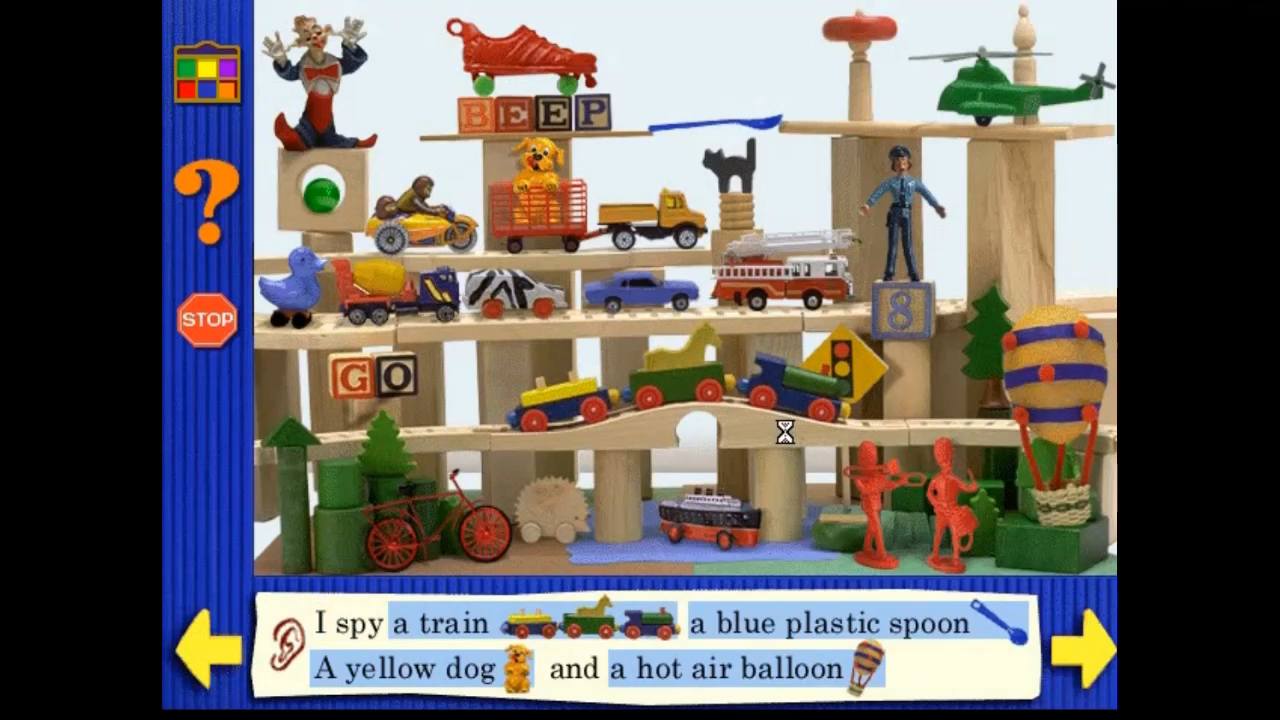 BEEP
STOP
8
GO
I spy a train a blue plastic spoon
A yellow dog and a hot air balloon